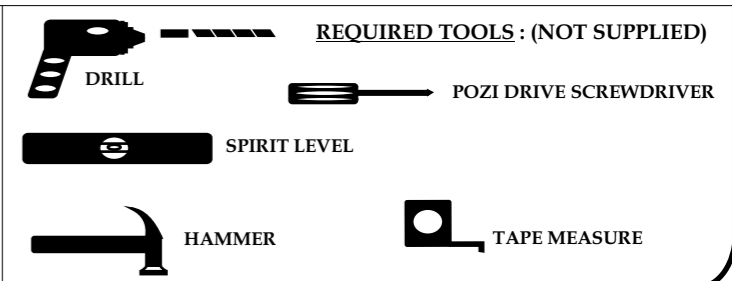 REQUIRED TOOLS : (NOT SUPPLIED)
DRILL
POZI DRIVE SCREWDRIVER
SPIRIT LEVEL
HAMMER
TAPE MEASURE